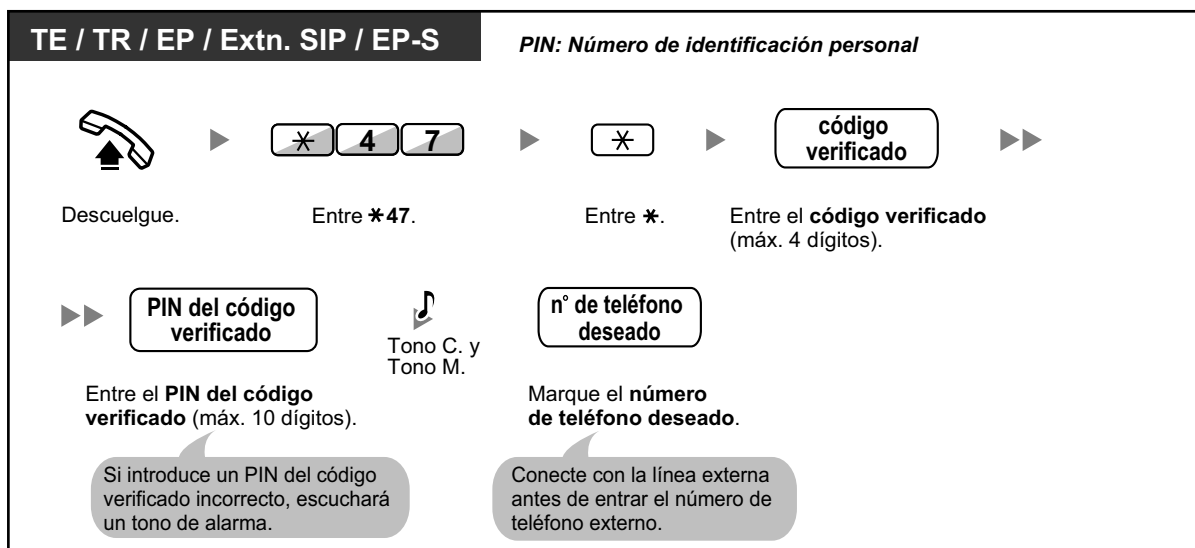 TE / TR / EP / Extn. SIP / EP-S
PIN: Número de identificación personal
* 4 7
*
código
verificado
Descuelgue.
Entre *47.
Entre *.
Entre el código verificado
(máx. 4 dígitos).
PIN del código
verificado
Tono C. y
Tono M.
n° de teléfono
deseado
Entre el PIN del código
verificado (máx. 10 dígitos).
Marque el número
de teléfono deseado.
Si introduce un PIN del código
verificado incorrecto, escuchará
un tono de alarma.
Conecte con la línea externa
antes de entrar el número de
teléfono externo.